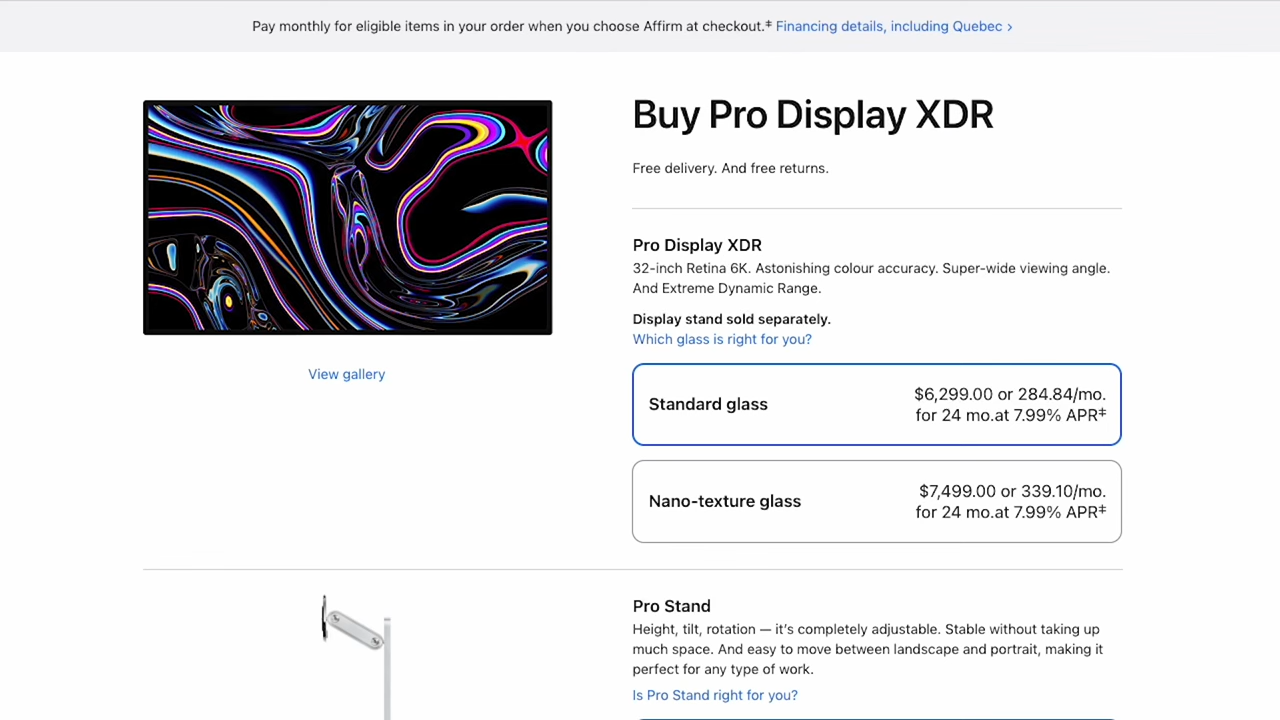 Pay monthly for eligible items in your order when you choose Affirm at checkout.‡ Financing details, including Quebec >
Buy Pro Display XDR
Free delivery. And free returns.
Pro Display XDR
32-inch Retina 6K. Astonishing colour accuracy. Super-wide viewing angle.
And Extreme Dynamic Range.
Display stand sold separately.
Which glass is right for you?
View gallery
Standard glass
$6,299.00 or 284.84/mo.
for 24 mo.at 7.99% APR‡
Nano-texture glass
$7,499.00 or 339.10/mo.
for 24 mo.at 7.99% APR‡
Pro Stand
Height, tilt, rotation — it’s completely adjustable. Stable without taking up
much space. And easy to move between landscape and portrait, making it
perfect for any type of work.
Is Pro Stand right for you?